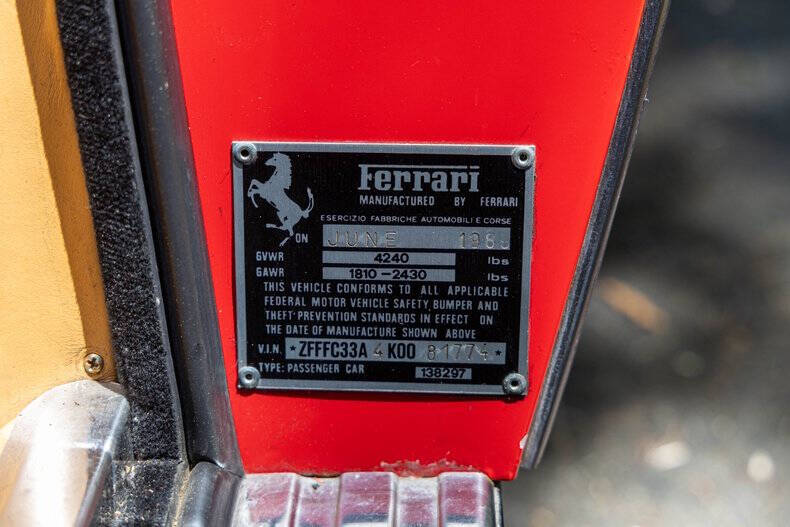 Ferrari
MANUFACTURED BY FERRARI
ESERCIZIO FABBRICHE AUTOMOBILI E CORSE
ON JUNE 1989
GVWR 4240 lbs
GAWR 1810-2430 lbs
THIS VEHICLE CONFORMS TO ALL APPLICABLE
FEDERAL MOTOR VEHICLE SAFETY, BUMPER AND
THEFT PREVENTION STANDARDS IN EFFECT ON
THE DATE OF MANUFACTURE SHOWN ABOVE
V.I.N. * ZFFFC33A 4 K00 81774 *
TYPE: PASSENGER CAR 138297